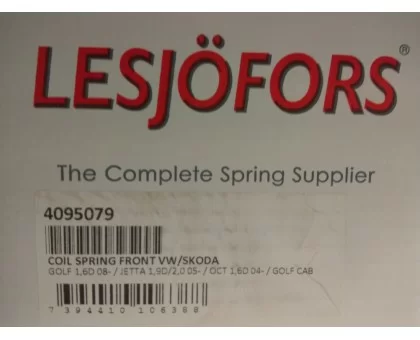 LESJÖFORS®
The Complete Spring Supplier
4095079
COIL SPRING FRONT VW/SKODA
GOLF 1,6D 08- / JETTA 1,9D/2,0 05- / OCT 1,6D 04- / GOLF CAB
7 394410 106388